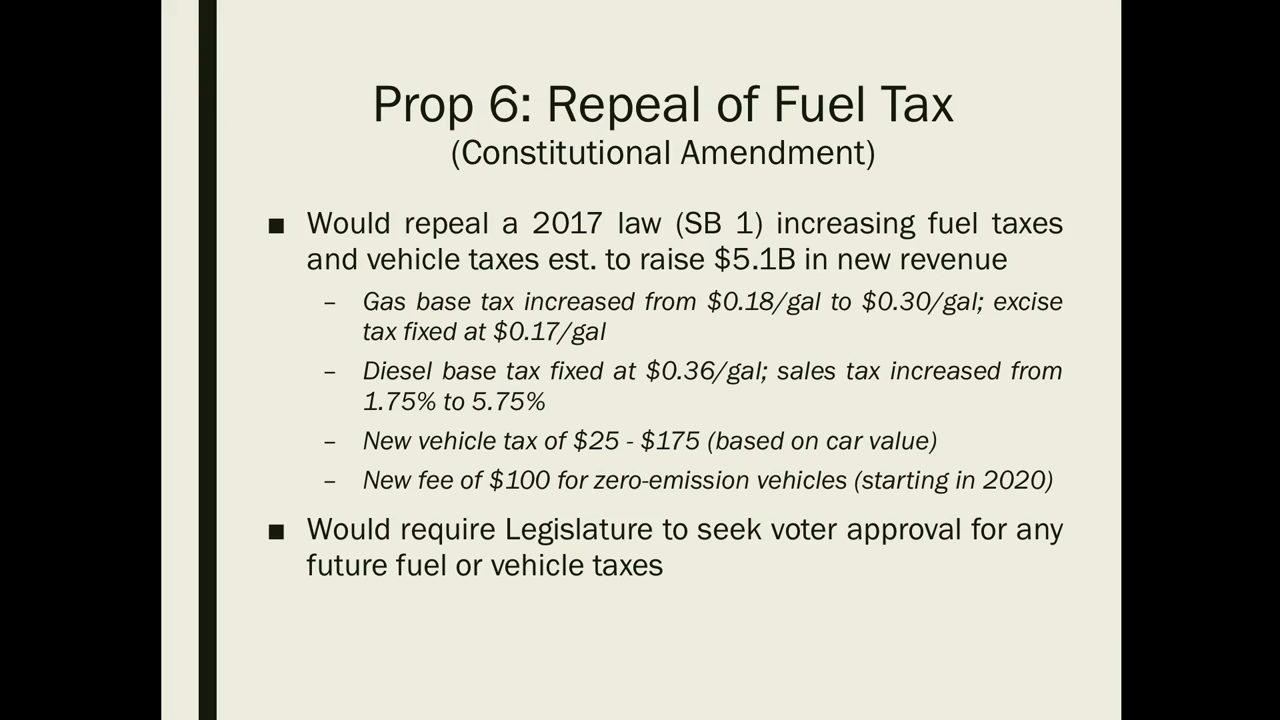 Prop 6: Repeal of Fuel Tax
(Constitutional Amendment)
■ Would repeal a 2017 law (SB 1) increasing fuel taxes
and vehicle taxes est. to raise $5.1B in new revenue
– Gas base tax increased from $0.18/gal to $0.30/gal; excise
tax fixed at $0.17/gal
– Diesel base tax fixed at $0.36/gal; sales tax increased from
1.75% to 5.75%
– New vehicle tax of $25 - $175 (based on car value)
– New fee of $100 for zero-emission vehicles (starting in 2020)
■ Would require Legislature to seek voter approval for any
future fuel or vehicle taxes